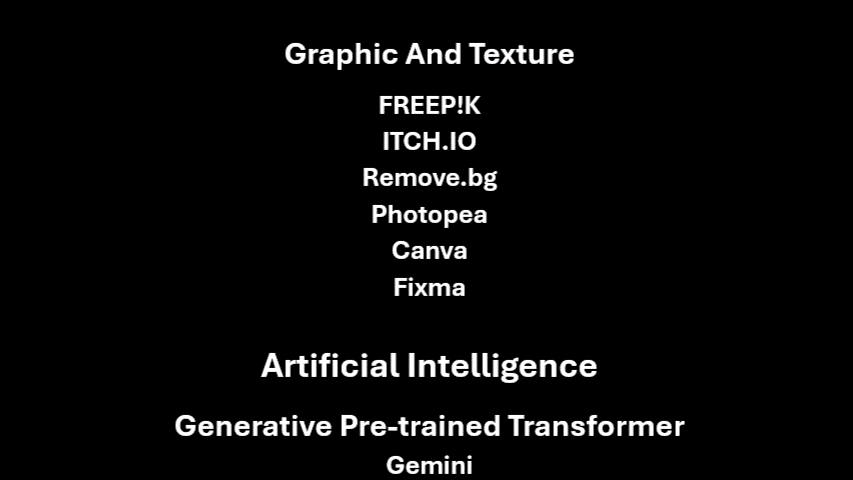 Graphic And Texture
FREEP!K
ITCH.IO
Remove.bg
Photopea
Canva
Fixma
Artificial Intelligence
Generative Pre-trained Transformer
Gemini